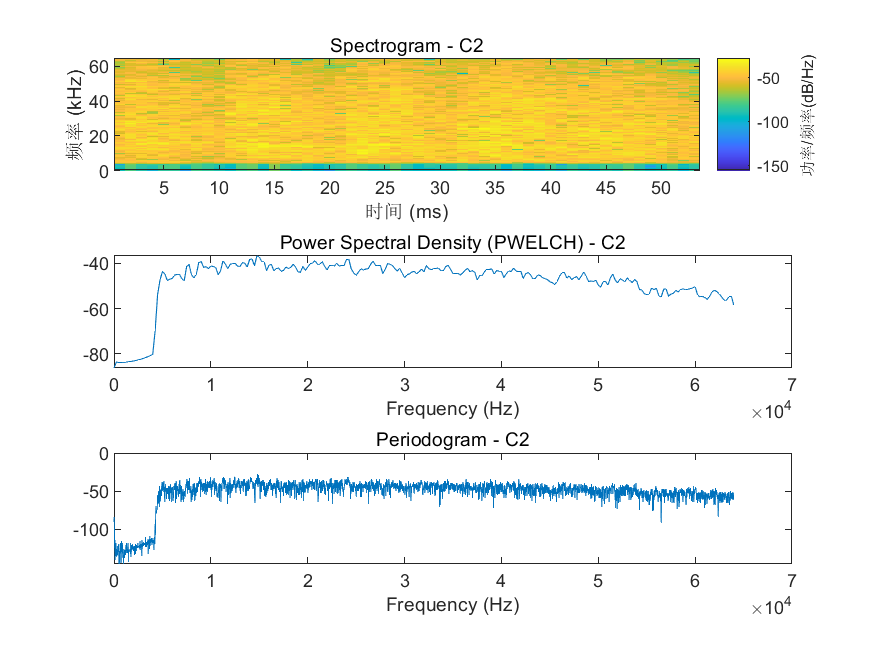 Spectrogram - C2
60
40
20
0
频率 (kHz)
5 10 15 20 25 30 35 40 45 50
时间 (ms)
-50
-100
-150
功率/频率(dB/Hz)
Power Spectral Density (PWELCH) - C2
-40
-60
-80
0 1 2 3 4 5 6 7
Frequency (Hz)
×10^4
Periodogram - C2
0
-50
-100
0 1 2 3 4 5 6 7
Frequency (Hz)
×10^4